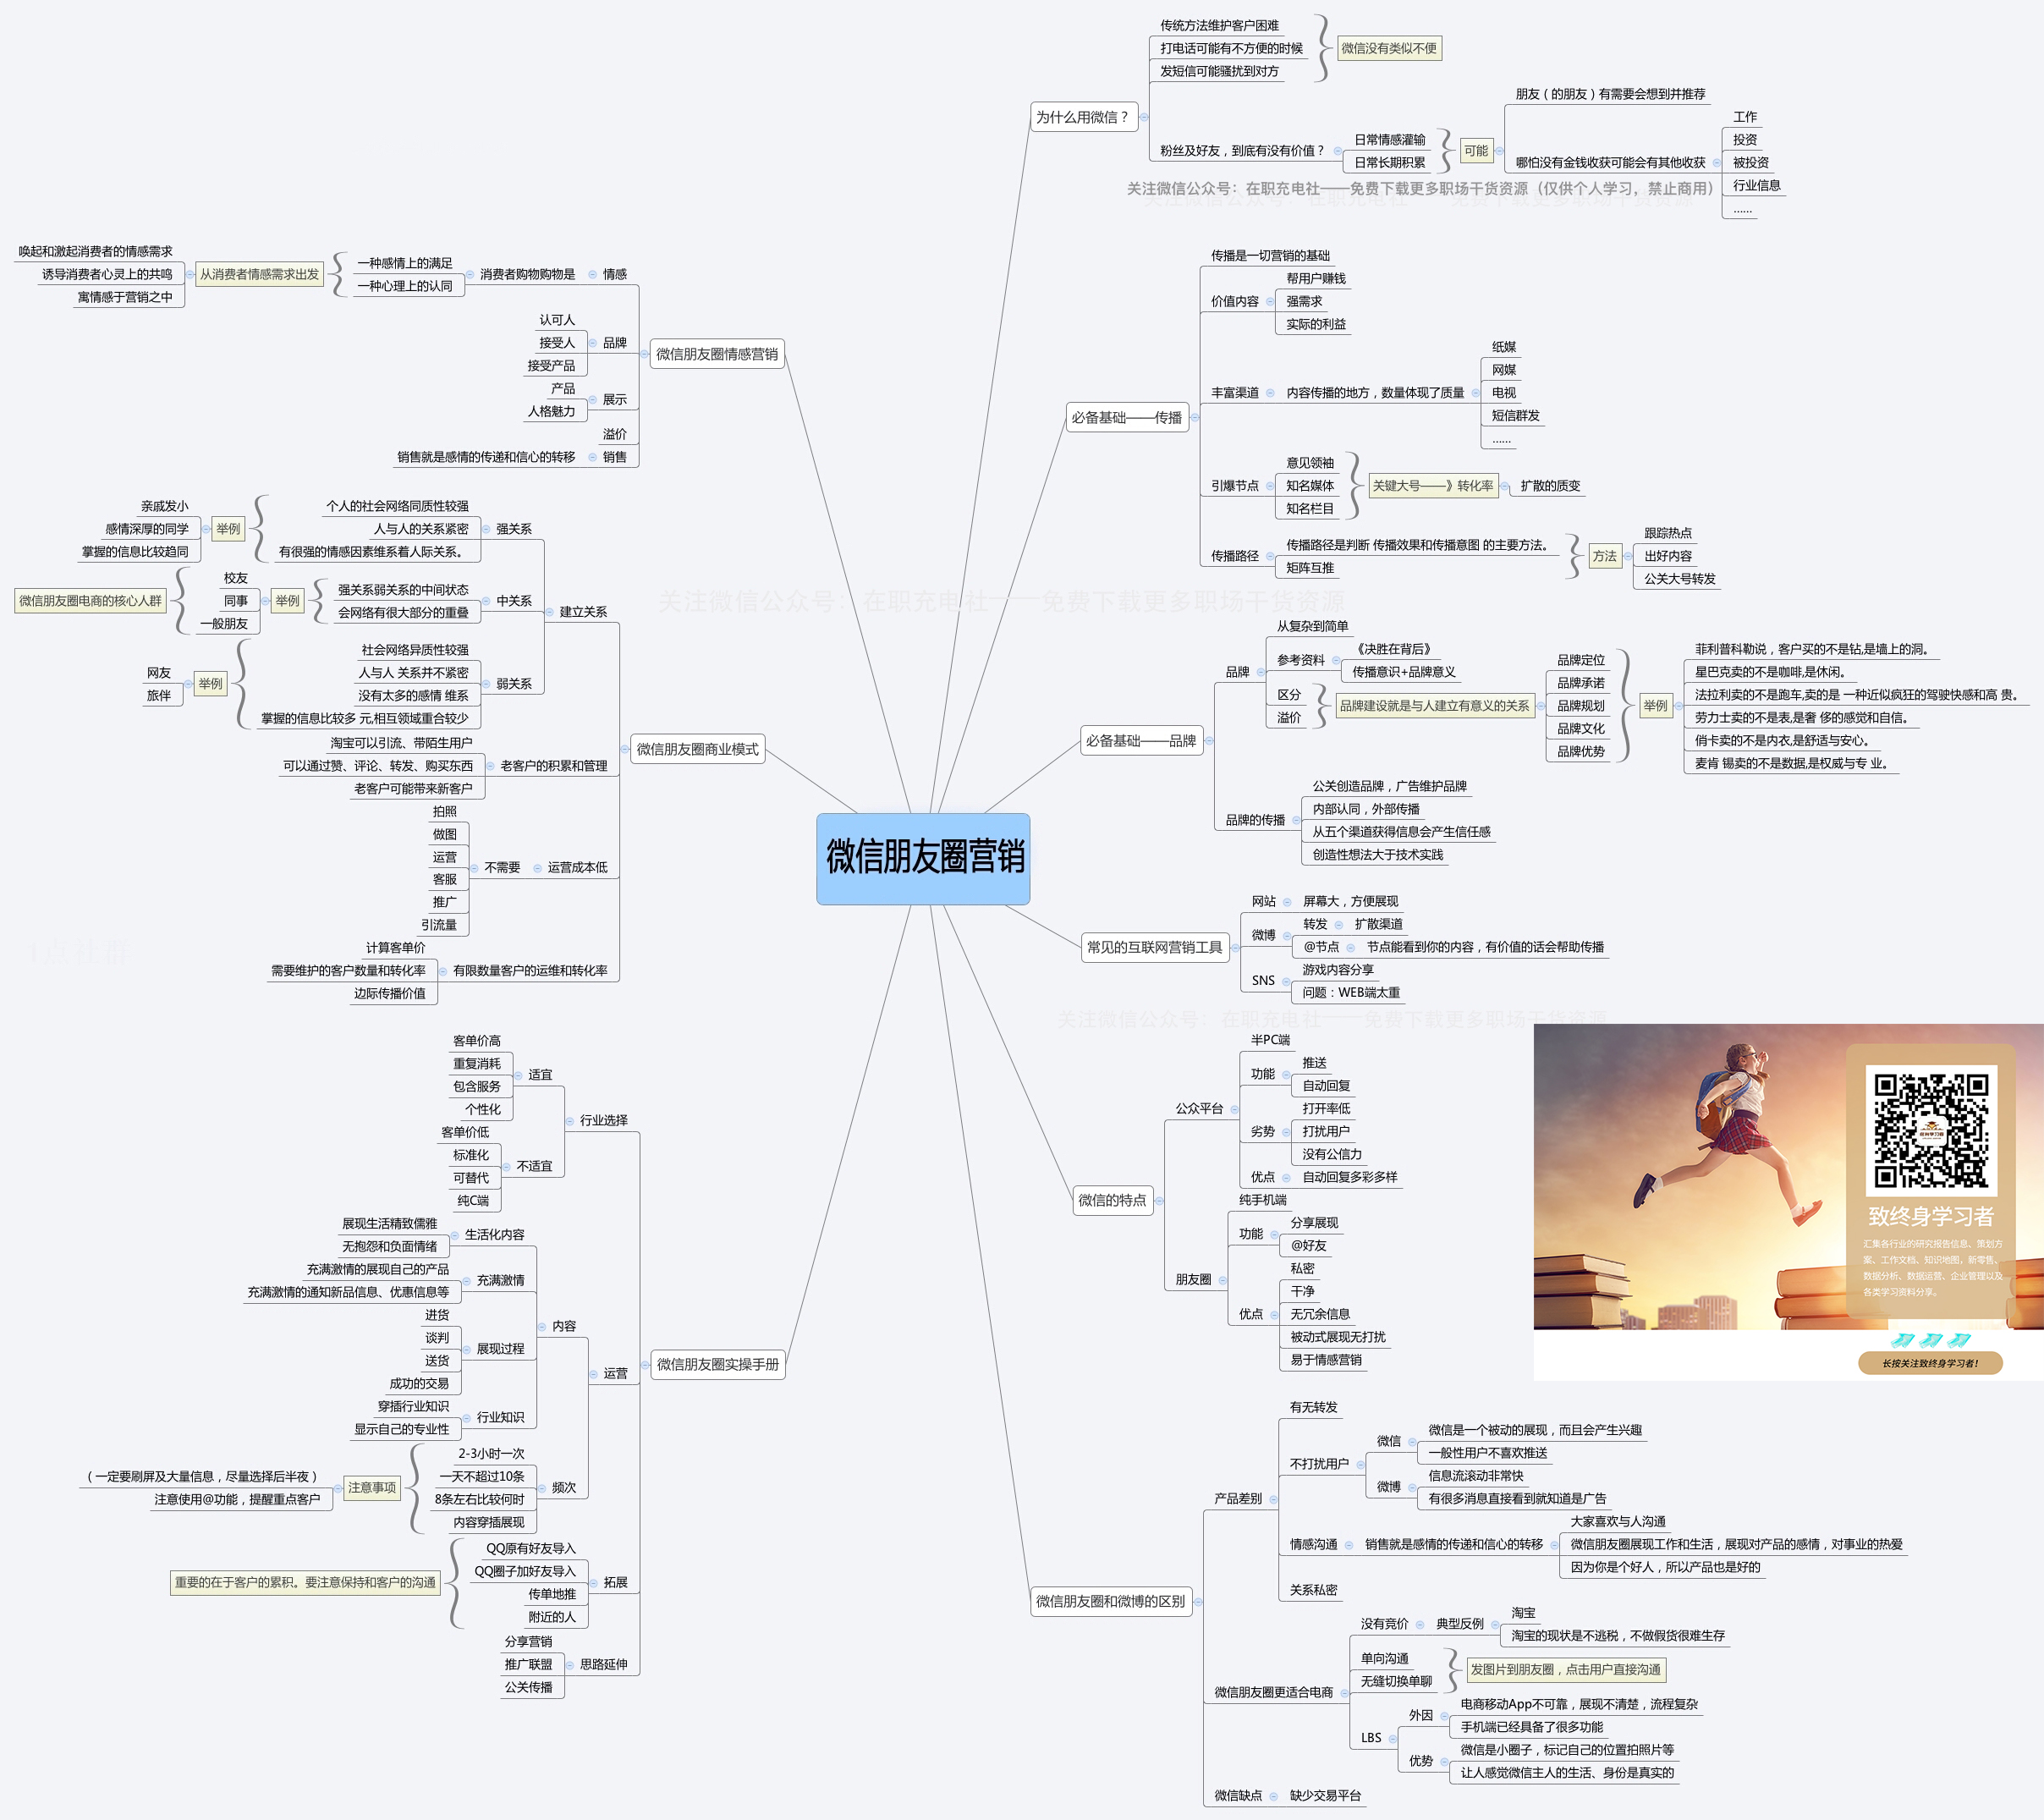 微信朋友圈营销
为什么用微信？
传统方法维护客户困难
打电话可能有不方便的时候
发短信可能骚扰到对方
微信没有类似不便
粉丝及好友，到底有没有价值？
日常情感灌输
日常长期积累
可能
朋友（的朋友）有需要会想到并推荐
哪怕没有金钱收获可能会有其他收获
工作
投资
被投资
行业信息
……
关注微信公众号：在职充电社——免费下载更多职场干货资源（仅供个人学习，禁止商用）
关注微信公众号：在职充电社——免费下载更多职场干货资源
必备基础——传播
传播是一切营销的基础
价值内容
帮用户赚钱
强需求
实际的利益
丰富渠道
内容传播的地方，数量体现了质量
纸媒
网媒
电视
短信群发
……
引爆节点
意见领袖
知名媒体
知名栏目
关键大号——》转化率
扩散的质变
传播路径
传播路径是判断 传播效果和传播意图 的主要方法。
矩阵互推
方法
跟踪热点
出好内容
公关大号转发
关注微信公众号：在职充电社——免费下载更多职场干货资源
必备基础——品牌
品牌
从复杂到简单
参考资料
《决胜在背后》
传播意识+品牌意义
区分
溢价
品牌建设就是与人建立有意义的关系
品牌定位
品牌承诺
品牌规划
品牌文化
品牌优势
举例
菲利普科勒说，客户买的不是钻,是墙上的洞。
星巴克卖的不是咖啡,是休闲。
法拉利卖的不是跑车,卖的是 一种近似疯狂的驾驶快感和高 贵。
劳力士卖的不是表,是奢 侈的感觉和自信。
俏卡卖的不是内衣,是舒适与安心。
麦肯 锡卖的不是数据,是权威与专 业。
品牌的传播
公关创造品牌，广告维护品牌
内部认同，外部传播
从五个渠道获得信息会产生信任感
创造性想法大于技术实践
常见的互联网营销工具
网站
屏幕大，方便展现
微博
转发
扩散渠道
@节点
节点能看到你的内容，有价值的话会帮助传播
SNS
游戏内容分享
问题：WEB端太重
关注微信公众号：在职充电社——免费下载更多职场干货资源
微信的特点
公众平台
半PC端
功能
推送
自动回复
劣势
打开率低
打扰用户
没有公信力
优点
自动回复多彩多样
朋友圈
纯手机端
功能
分享展现
@好友
优点
私密
干净
无冗余信息
被动式展现无打扰
易于情感营销
致终身学习者
汇集各行业的研究报告信息、策划方
案、工作文档、知识地图，新零售、
数据分析、数据运营、企业管理以及
各类学习资料分享。
长按关注致终身学习者！
微信朋友圈和微博的区别
产品差别
有无转发
不打扰用户
微信
微信是一个被动的展现，而且会产生兴趣
一般性用户不喜欢推送
微博
信息流滚动非常快
有很多消息直接看到就知道是广告
情感沟通
销售就是感情的传递和信心的转移
大家喜欢与人沟通
微信朋友圈展现工作和生活，展现对产品的感情，对事业的热爱
因为你是个好人，所以产品也是好的
关系私密
微信朋友圈更适合电商
没有竞价
典型反例
淘宝
淘宝的现状是不逃税，不做假货很难生存
单向沟通
无缝切换单聊
发图片到朋友圈，点击用户直接沟通
LBS
外因
电商移动App不可靠，展现不清楚，流程复杂
手机端已经具备了很多功能
优势
微信是小圈子，标记自己的位置拍照片等
让人感觉微信主人的生活、身份是真实的
微信缺点
缺少交易平台
微信朋友圈情感营销
情感
消费者购物购物是
一种感情上的满足
一种心理上的认同
从消费者情感需求出发
唤起和激起消费者的情感需求
诱导消费者心灵上的共鸣
寓情感于营销之中
品牌
认可人
接受人
接受产品
展示
产品
人格魅力
溢价
销售
销售就是感情的传递和信心的转移
微信朋友圈商业模式
建立关系
强关系
个人的社会网络同质性较强
人与人的关系紧密
有很强的情感因素维系着人际关系。
举例
亲戚发小
感情深厚的同学
掌握的信息比较趋同
中关系
强关系弱关系的中间状态
会网络有很大部分的重叠
举例
校友
同事
一般朋友
微信朋友圈电商的核心人群
弱关系
社会网络异质性较强
人与人 关系并不紧密
没有太多的感情 维系
掌握的信息比较多 元,相互领域重合较少
举例
网友
旅伴
老客户的积累和管理
淘宝可以引流、带陌生用户
可以通过赞、评论、转发、购买东西
老客户可能带来新客户
运营成本低
不需要
拍照
做图
运营
客服
推广
引流量
有限数量客户的运维和转化率
计算客单价
需要维护的客户数量和转化率
边际传播价值
微信朋友圈实操手册
行业选择
适宜
客单价高
重复消耗
包含服务
个性化
不适宜
客单价低
标准化
可替代
纯C端
运营
内容
生活化内容
展现生活精致儒雅
无抱怨和负面情绪
充满激情
充满激情的展现自己的产品
充满激情的通知新品信息、优惠信息等
展现过程
进货
谈判
送货
成功的交易
行业知识
穿插行业知识
显示自己的专业性
频次
2-3小时一次
一天不超过10条
8条左右比较何时
内容穿插展现
注意事项
（一定要刷屏及大量信息，尽量选择后半夜）
注意使用@功能，提醒重点客户
拓展
QQ原有好友导入
QQ圈子加好友导入
传单地推
附近的人
重要的在于客户的累积。要注意保持和客户的沟通
思路延伸
分享营销
推广联盟
公关传播